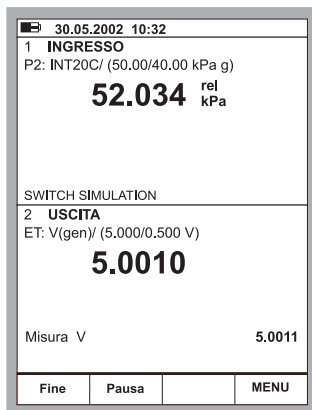 30.05.2002 10:32
1 INGRESSO
P2: INT20C/ (50.00/40.00 kPa g)
52.034 rel kPa
SWITCH SIMULATION
2 USCITA
ET: V(gen)/ (5.000/0.500 V)
5.0010
Misura V 5.0011
Fine Pausa MENU